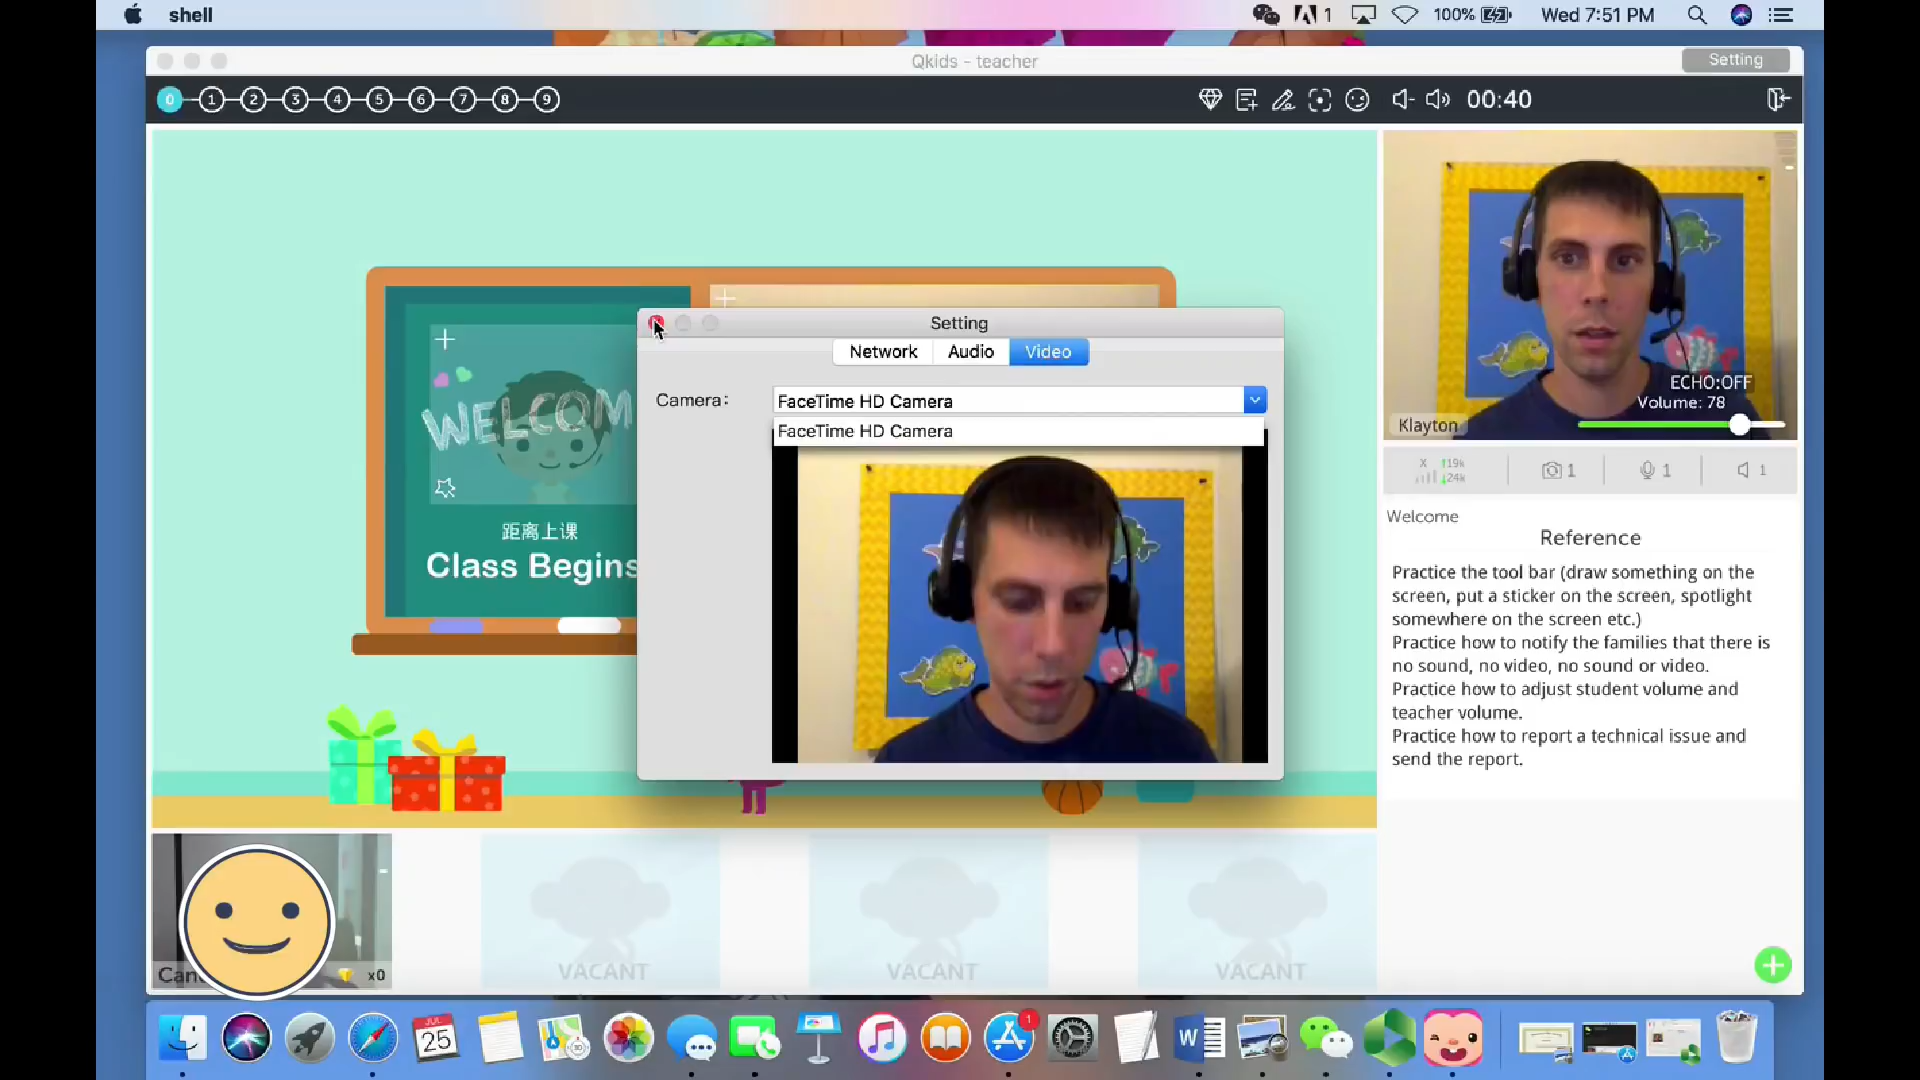 shell
1
100%
Wed 7:51 PM
Qkids - teacher
Setting
0 1 2 3 4 5 6 7 8 9
00:40
WELCOM
距离上课
Class Begins
Setting
Network
Audio
Video
Camera:
FaceTime HD Camera
FaceTime HD Camera
ECHO:OFF
Volume: 78
Klayton
X ↑19k
↓24k
1
1
1
Welcome
Reference
Practice the tool bar (draw something on the
screen, put a sticker on the screen, spotlight
somewhere on the screen etc.)
Practice how to notify the families that there is
no sound, no video, no sound or video.
Practice how to adjust student volume and
teacher volume.
Practice how to report a technical issue and
send the report.
x0
VACANT
VACANT
VACANT
JUL
25
1